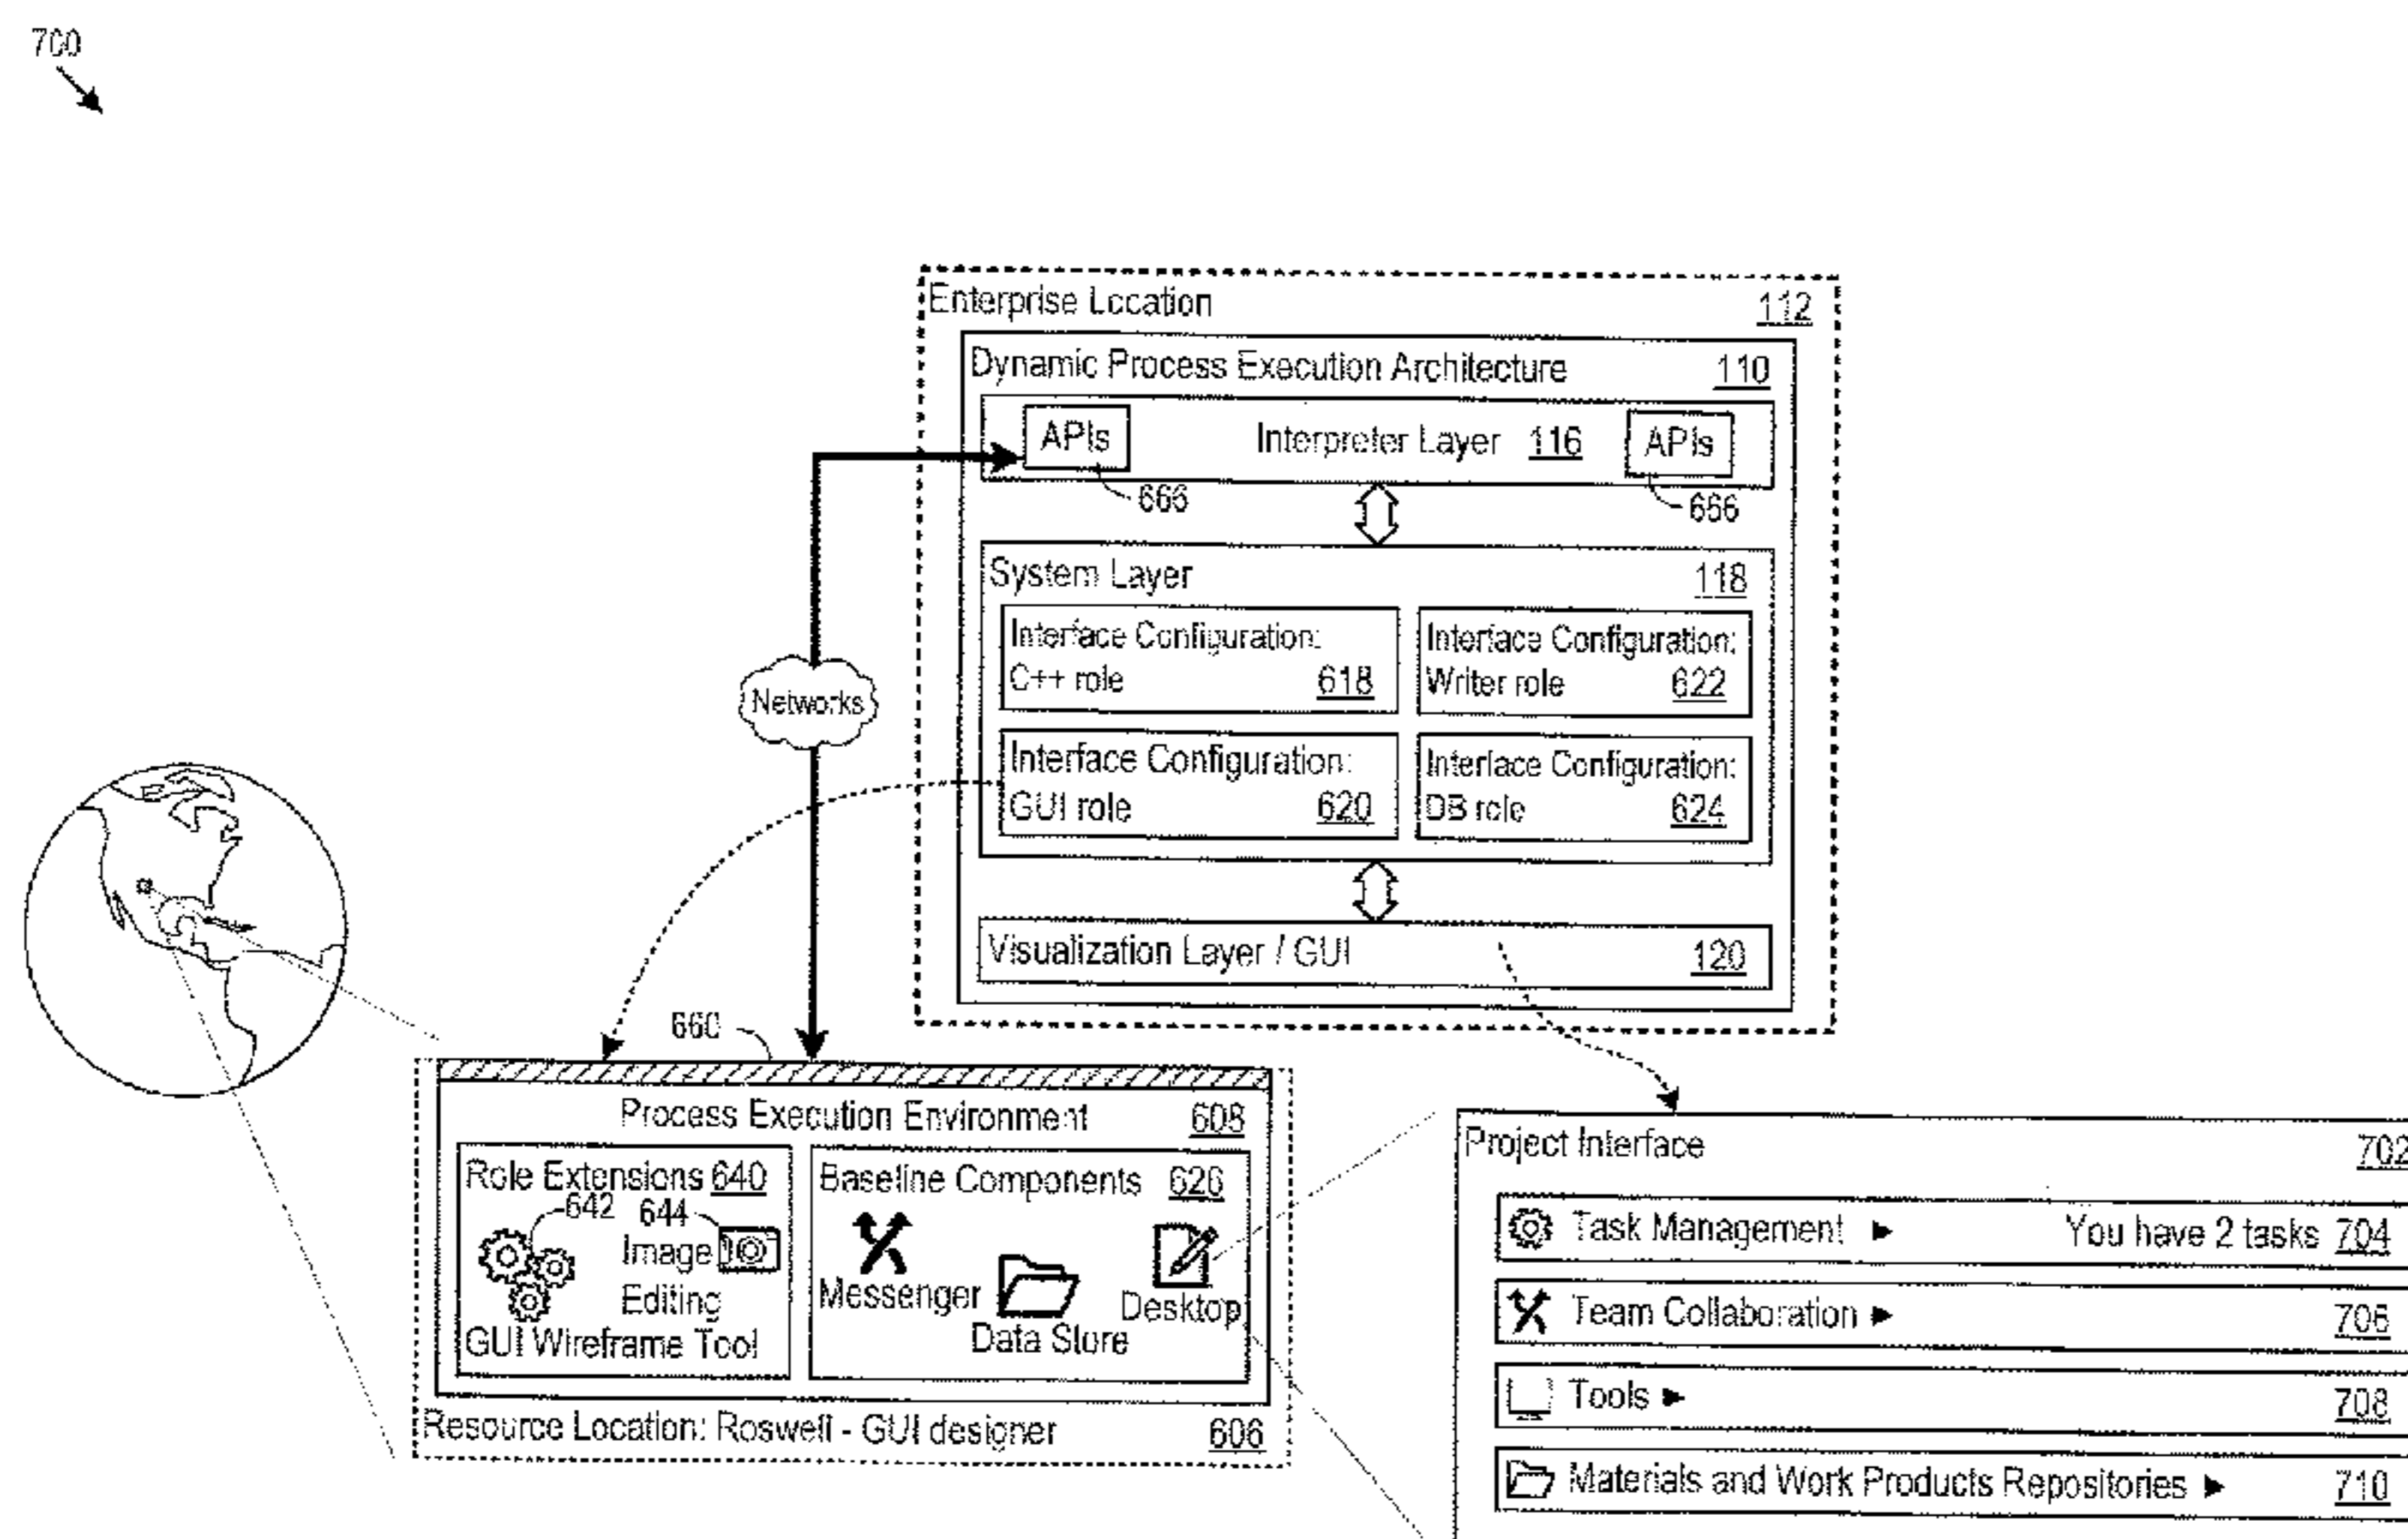 700
Enterprise Location 112
Dynamic Process Execution Architecture 110
APIs Interpreter Layer 116 APIs
666 666
System Layer 118
Interface Configuration:
C++ role 618
Interface Configuration:
Writer role 622
Networks
Interface Configuration:
GUI role 620
Interface Configuration:
DB role 624
Visualization Layer / GUI 120
660
Process Execution Environment 608
Role Extensions 640
642 644
Image
Editing
GUI Wireframe Tool
Baseline Components 626
Messenger
Data Store
Desktop
Resource Location: Roswell - GUI designer 606
Project Interface 702
Task Management ► You have 2 tasks 704
Team Collaboration ► 706
Tools ► 708
Materials and Work Products Repositories ► 710